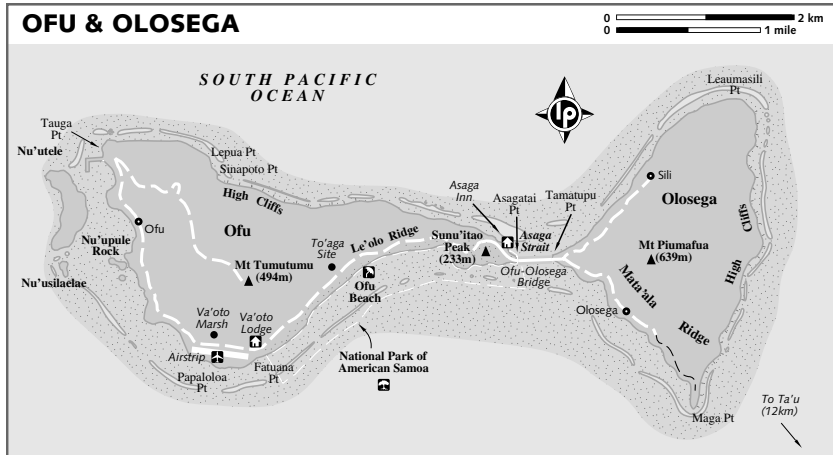 OFU & OLOSEGA
0 2 km
0 1 mile
SOUTH PACIFIC
OCEAN
Leaumasili
Pt
Tauga
Pt
Nu'utele
Lepua Pt
Sinapoto Pt
High Cliffs
lp
Asaga
Inn
Asagatai
Pt
Tamatupu Pt
Sili
Olosega
Cliffs
High
Ofu
Ofu
Nu'upule
Rock
To'aga
Site
Le'olo Ridge
Sunu'itao
Peak
(233m)
Asaga
Strait
Mt Piumafua
(639m)
Mt Tumutumu
(494m)
Ofu
Beach
Ofu-Olosega
Bridge
Mata'ala
Ridge
Nu'usilaelae
Va'oto
Marsh
Va'oto
Lodge
Olosega
Airstrip
Papaloloa
Pt
Fatuana
Pt
National Park of
American Samoa
Maga Pt
To Ta'u
(12km)